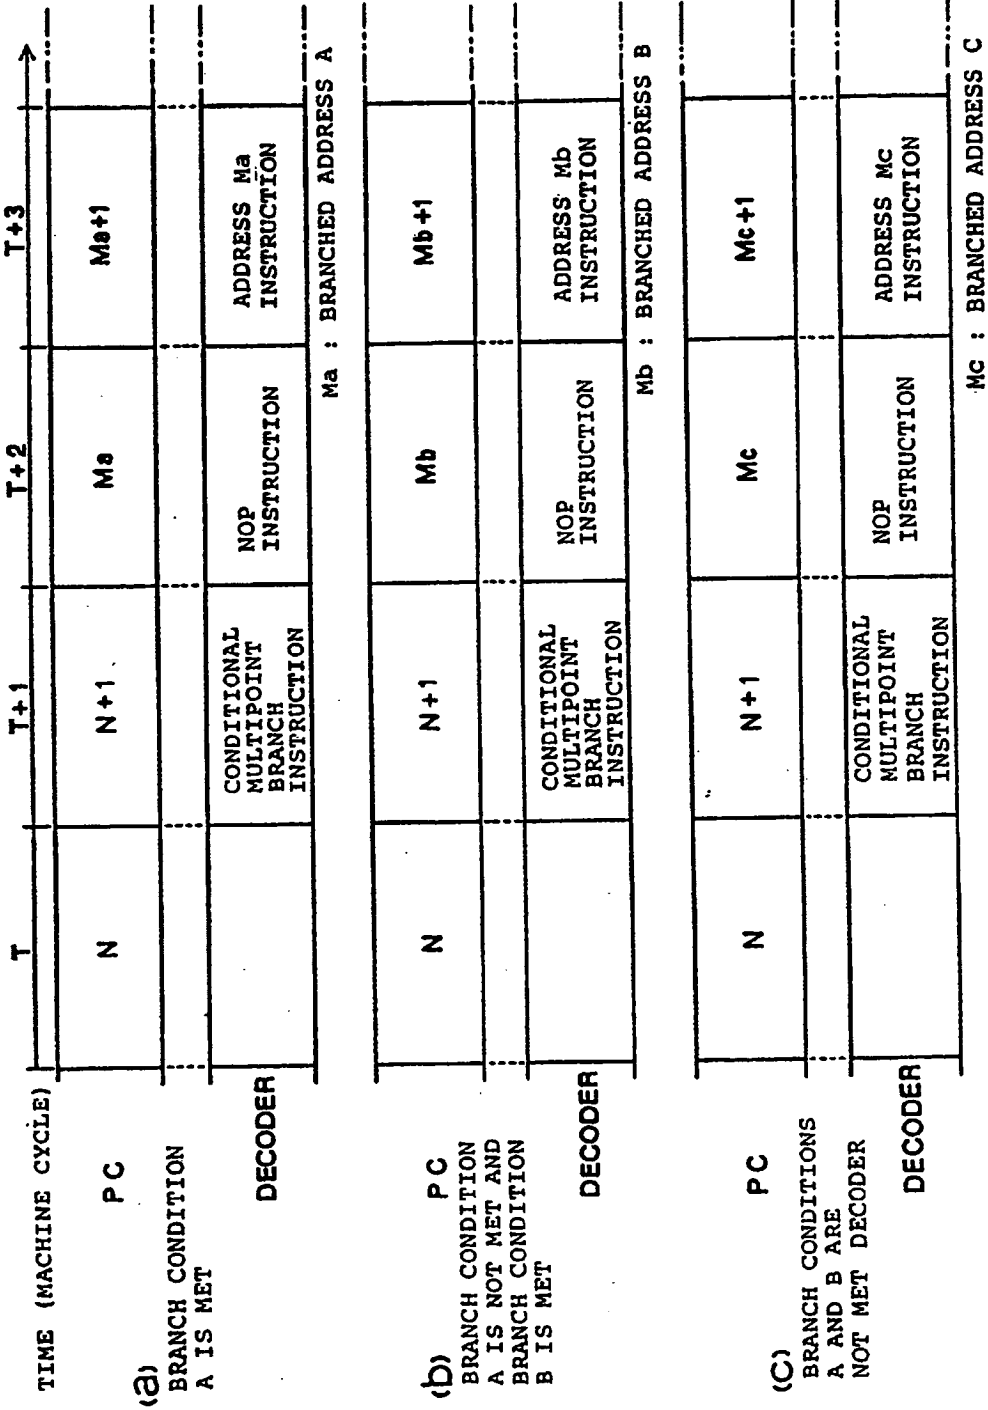 TIME (MACHINE CYCLE)
T
T+1
T+2
T+3
(a)
BRANCH CONDITION
A IS MET
PC
N
N+1
Ma
Ma+1
DECODER
CONDITIONAL
MULTIPOINT
BRANCH
INSTRUCTION
NOP
INSTRUCTION
ADDRESS Ma
INSTRUCTION
Ma : BRANCHED ADDRESS A
(b)
BRANCH CONDITION
A IS NOT MET AND
BRANCH CONDITION
B IS MET
PC
N
N+1
Mb
Mb+1
DECODER
CONDITIONAL
MULTIPOINT
BRANCH
INSTRUCTION
NOP
INSTRUCTION
ADDRESS Mb
INSTRUCTION
Mb : BRANCHED ADDRESS B
(C)
BRANCH CONDITIONS
A AND B ARE
NOT MET DECODER
PC
N
N+1
Mc
Mc+1
DECODER
CONDITIONAL
MULTIPOINT
BRANCH
INSTRUCTION
NOP
INSTRUCTION
ADDRESS Mc
INSTRUCTION
Mc : BRANCHED ADDRESS C